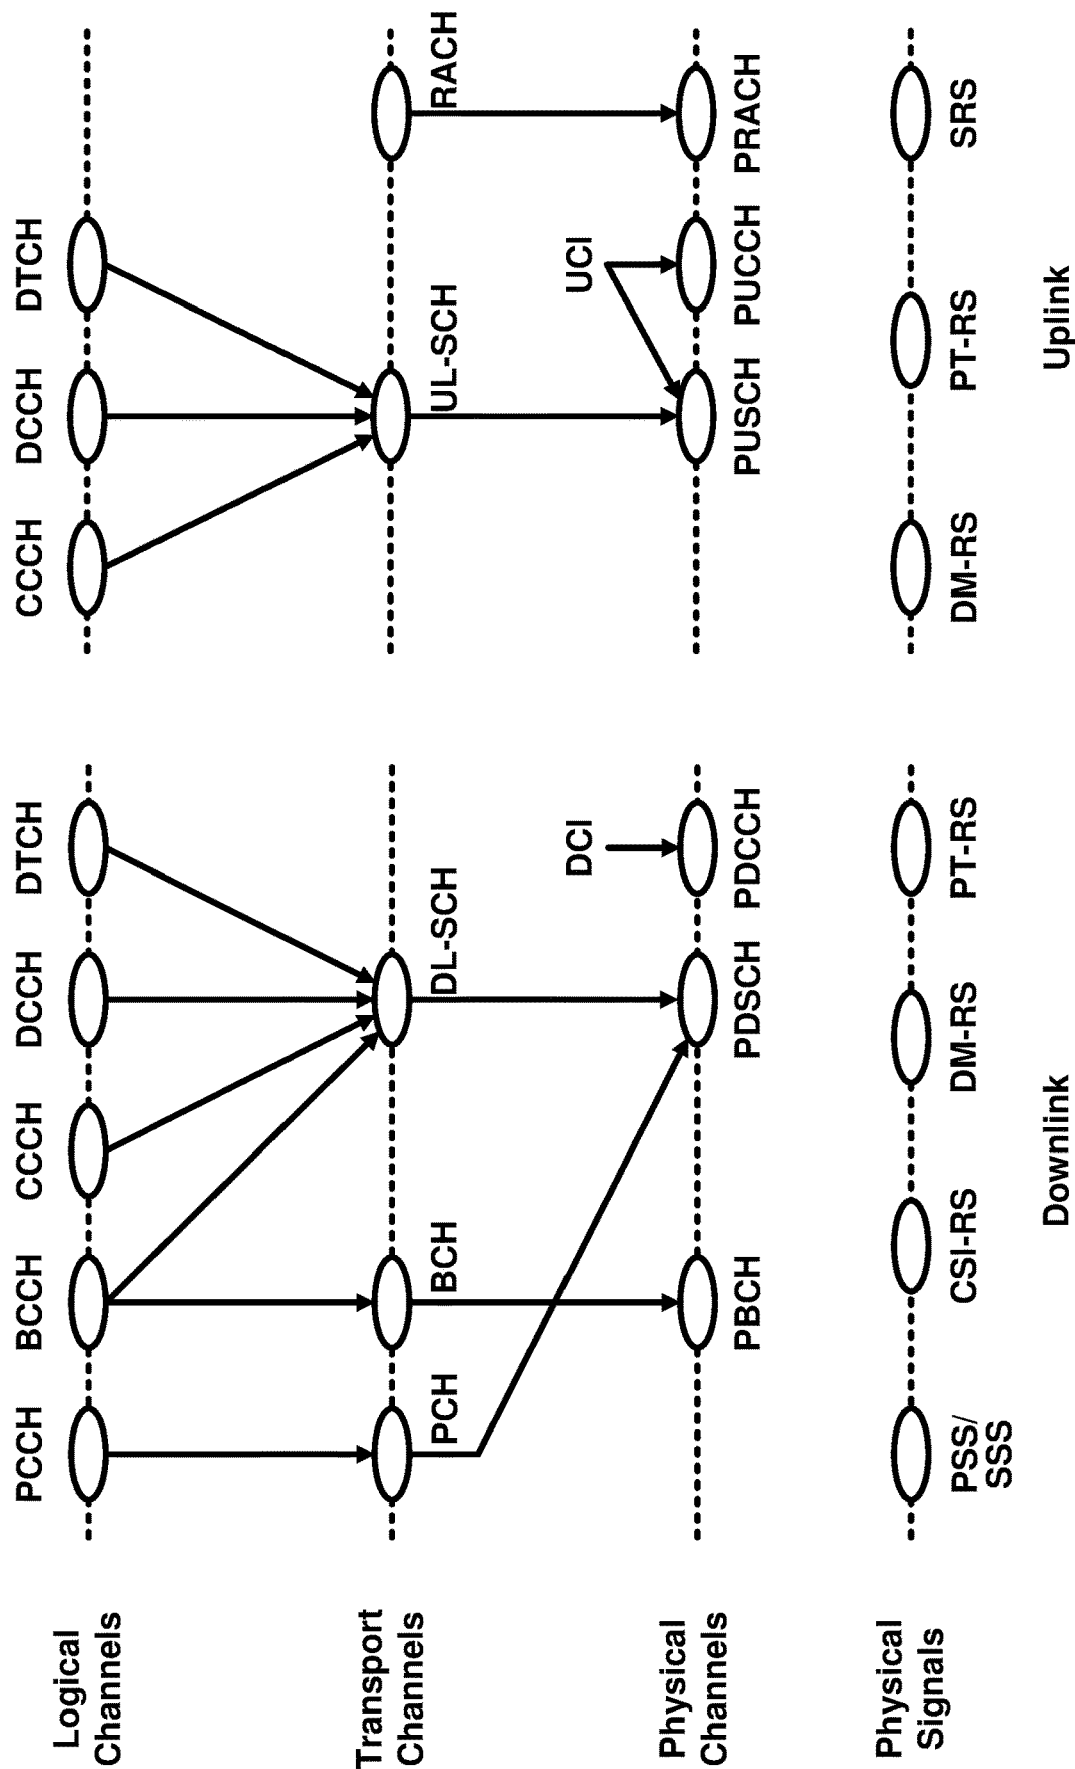 PCCH BCCH CCCH DCCH DTCH CCCH DCCH DTCH
Logical
Channels
Transport
Channels
PCH BCH DL-SCH UL-SCH RACH
DCI UCI
Physical
Channels
PBCH PDSCH PDCCH PUSCH PUCCH PRACH
Physical
Signals
PSS/
SSS
CSI-RS DM-RS PT-RS DM-RS PT-RS SRS
Downlink Uplink